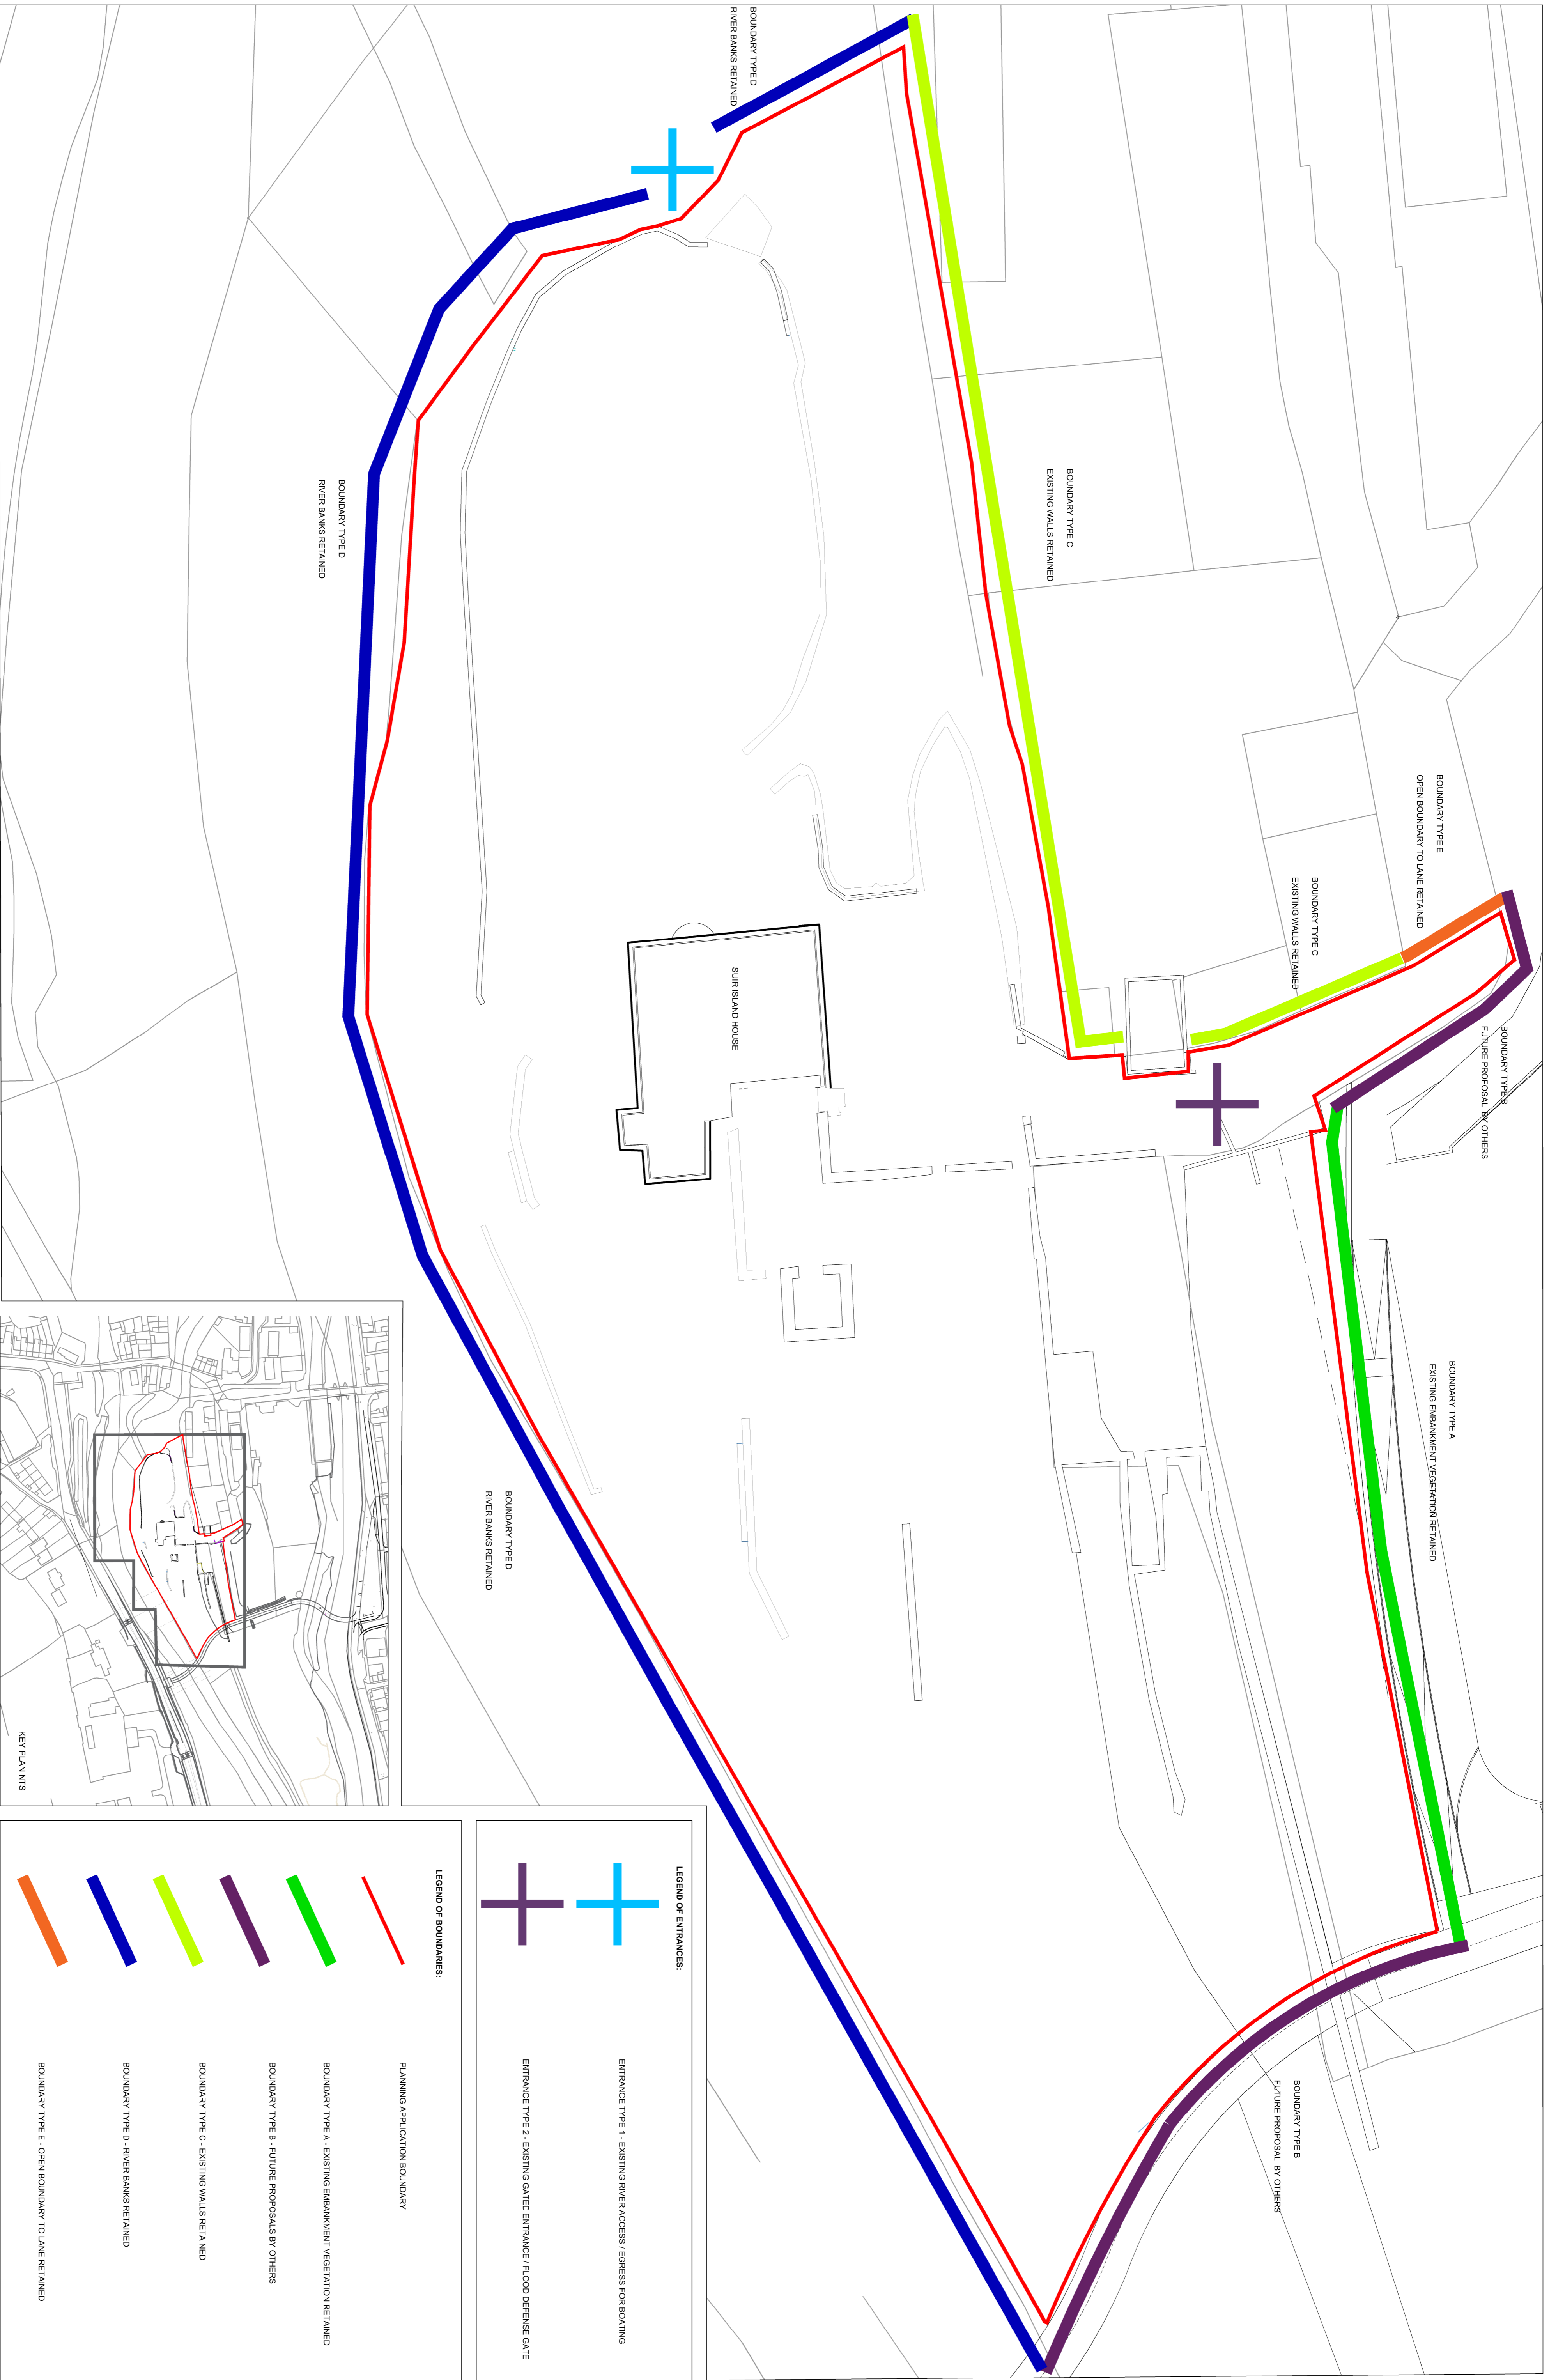 BOUNDARY TYPE D
RIVER BANKS RETAINED
BOUNDARY TYPE C
EXISTING WALLS RETAINED
BOUNDARY TYPE E
OPEN BOUNDARY TO LANE RETAINED
BOUNDARY TYPE C
EXISTING WALLS RETAINED
BOUNDARY TYPE B
FUTURE PROPOSAL BY OTHERS
BOUNDARY TYPE A
EXISTING EMBANKMENT VEGETATION RETAINED
BOUNDARY TYPE D
RIVER BANKS RETAINED
SUIR ISLAND HOUSE
BOUNDARY TYPE D
RIVER BANKS RETAINED
BOUNDARY TYPE B
FUTURE PROPOSAL BY OTHERS
KEY PLAN NTS
LEGEND OF ENTRANCES:
ENTRANCE TYPE 1 - EXISTING RIVER ACCESS / EGRESS FOR BOATING
ENTRANCE TYPE 2 - EXISTING GATED ENTRANCE / FLOOD DEFENSE GATE
LEGEND OF BOUNDARIES:
PLANNING APPLICATION BOUNDARY
BOUNDARY TYPE A - EXISTING EMBANKMENT VEGETATION RETAINED
BOUNDARY TYPE B - FUTURE PROPOSALS BY OTHERS
BOUNDARY TYPE C - EXISTING WALLS RETAINED
BOUNDARY TYPE D - RIVER BANKS RETAINED
BOUNDARY TYPE E - OPEN BOUNDARY TO LANE RETAINED